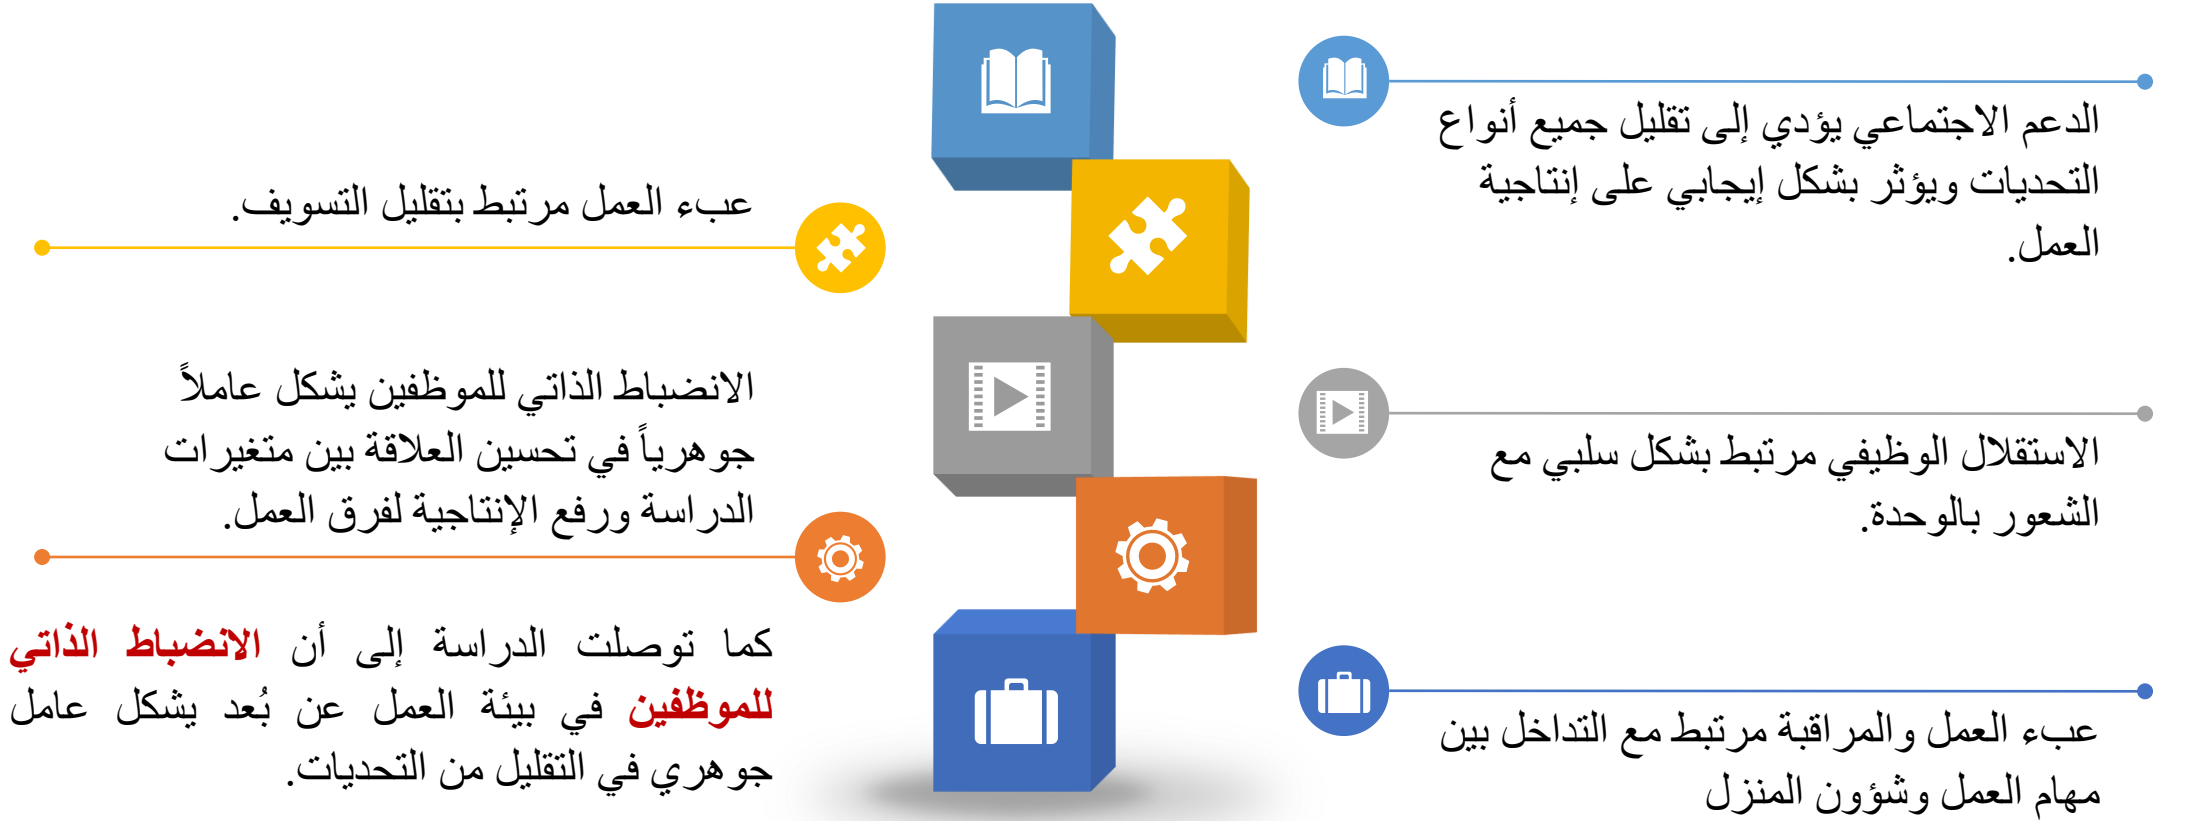 الدعم الاجتماعي يؤدي إلى تقليل جميع أنواع
التحديات ويؤثر بشكل إيجابي على إنتاجية
العمل.
عبء العمل مرتبط بتقليل التسويف.
الاستقلال الوظيفي مرتبط بشكل سلبي مع
الشعور بالوحدة.
الانضباط الذاتي للموظفين يشكل عاملاً
جوهرياً في تحسين العلاقة بين متغيرات
الدراسة ورفع الإنتاجية لفرق العمل.
عبء العمل والمراقبة مرتبط مع التداخل بين
مهام العمل وشؤون المنزل
كما توصلت الدراسة إلى أن الانضباط الذاتي
للموظفين في بيئة العمل عن بُعد يشكل عامل
جوهري في التقليل من التحديات.